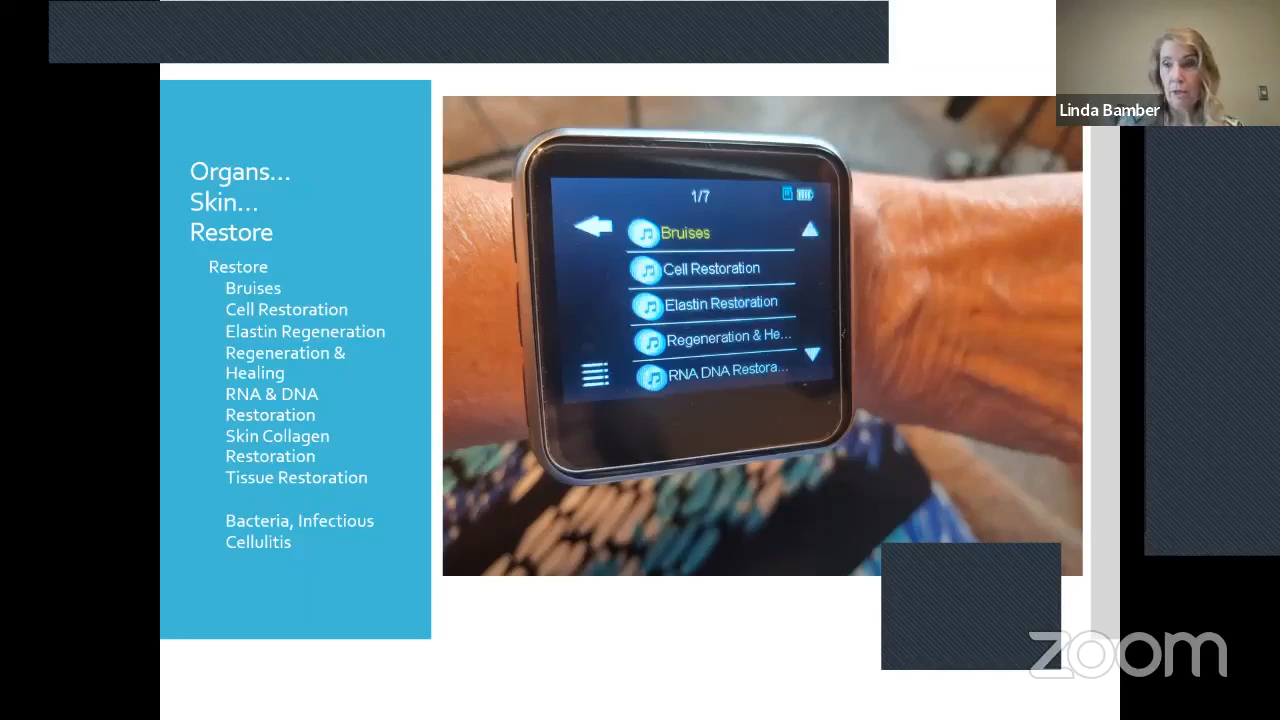 Organs…
Skin…
Restore
Restore
Bruises
Cell Restoration
Elastin Regeneration
Regeneration &
Healing
RNA & DNA
Restoration
Skin Collagen
Restoration
Tissue Restoration
Bacteria, Infectious
Cellulitis
1/7
Bruises
Cell Restoration
Elastin Restoration
Regeneration & He...
RNA DNA Restora...
Linda Bamber
zoom